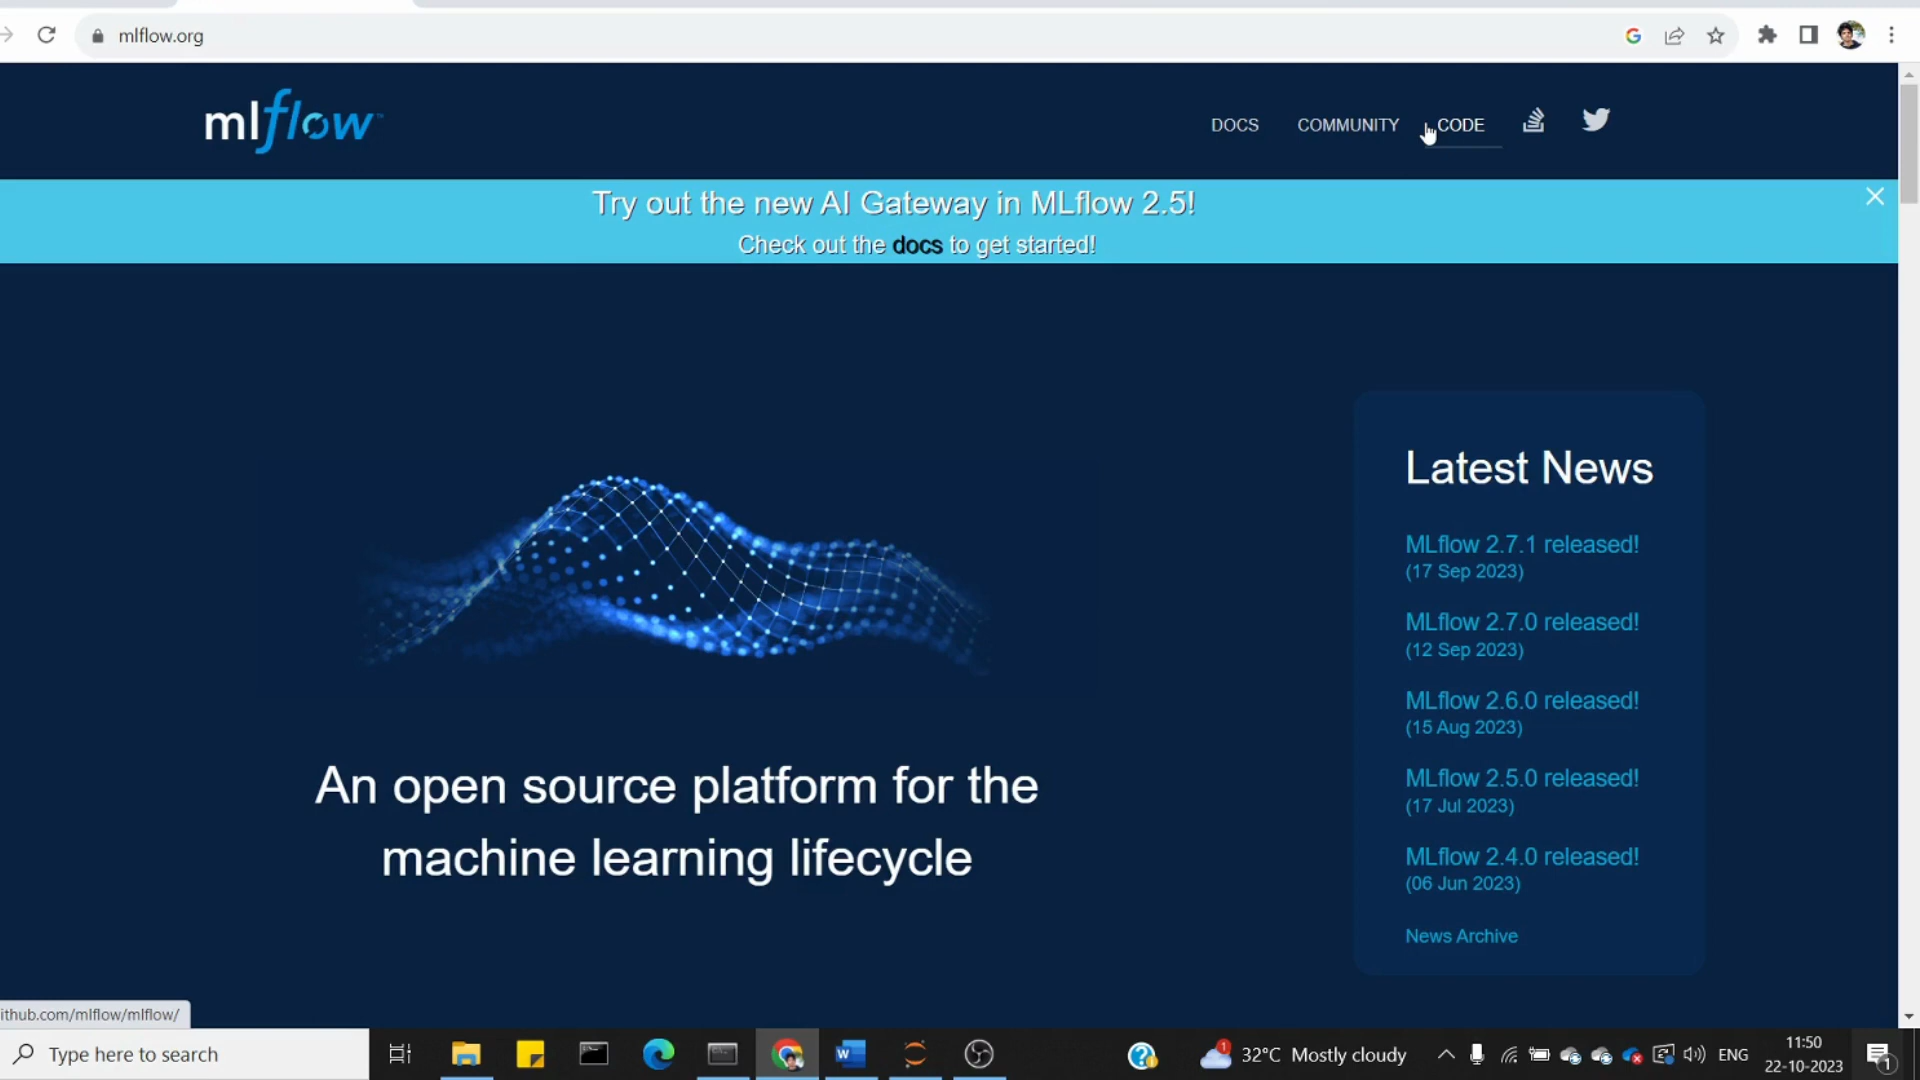 mlflow.org
mlflow™
DOCS COMMUNITY CODE
Try out the new AI Gateway in MLflow 2.5!
Check out the docs to get started!
Latest News
MLflow 2.7.1 released!
(17 Sep 2023)
MLflow 2.7.0 released!
(12 Sep 2023)
MLflow 2.6.0 released!
(15 Aug 2023)
MLflow 2.5.0 released!
(17 Jul 2023)
MLflow 2.4.0 released!
(06 Jun 2023)
News Archive
An open source platform for the
machine learning lifecycle
ithub.com/mlflow/mlflow/
Type here to search
1
32°C Mostly cloudy
ENG
11:50
22-10-2023
1